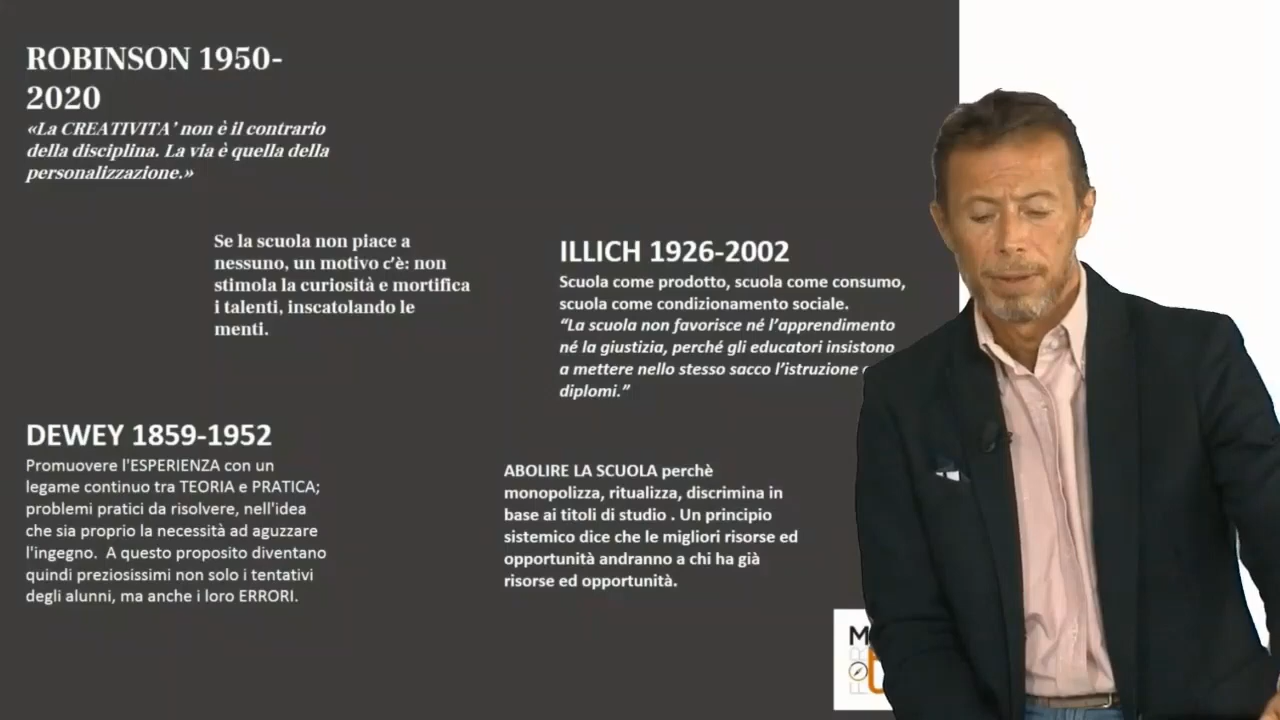 ROBINSON 1950-
2020
«La CREATIVITA’ non è il contrario
della disciplina. La via è quella della
personalizzazione.»
Se la scuola non piace a
nessuno, un motivo c’è: non
stimola la curiosità e mortifica
i talenti, inscatolando le
menti.
ILLICH 1926-2002
Scuola come prodotto, scuola come consumo,
scuola come condizionamento sociale.
“La scuola non favorisce né l’apprendimento
né la giustizia, perché gli educatori insistono
a mettere nello stesso sacco l’istruzione
diplomi.”
DEWEY 1859-1952
Promuovere l'ESPERIENZA con un
legame continuo tra TEORIA e PRATICA;
problemi pratici da risolvere, nell'idea
che sia proprio la necessità ad aguzzare
l'ingegno. A questo proposito diventano
quindi preziosissimi non solo i tentativi
degli alunni, ma anche i loro ERRORI.
ABOLIRE LA SCUOLA perchè
monopolizza, ritualizza, discrimina in
base ai titoli di studio . Un principio
sistemico dice che le migliori risorse ed
opportunità andranno a chi ha già
risorse ed opportunità.